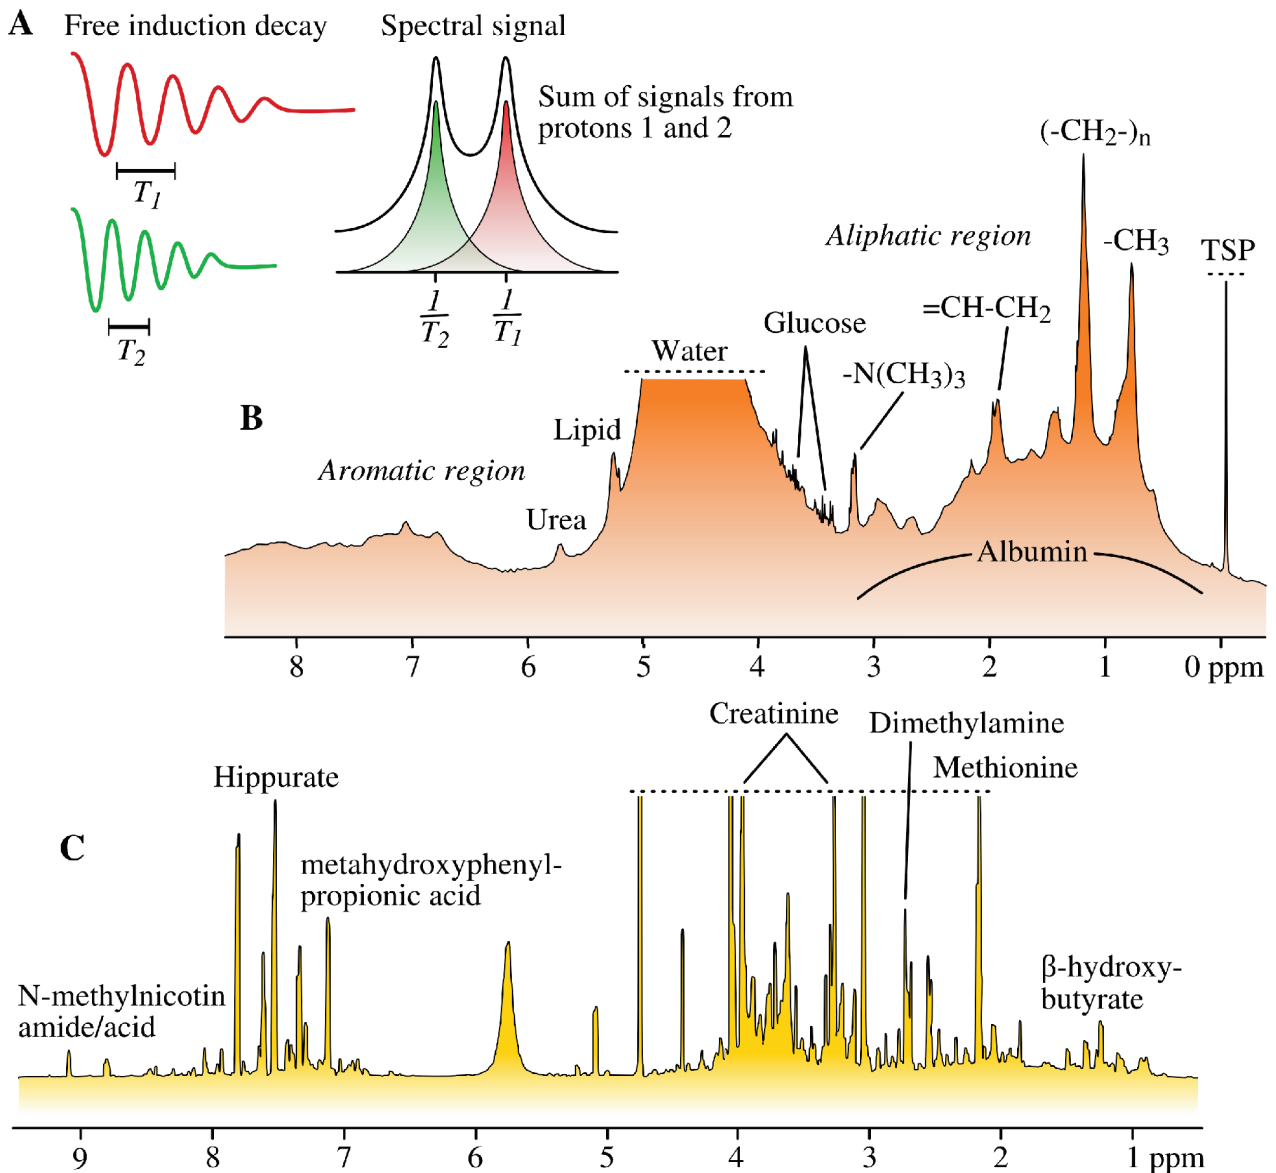 A
Free induction decay
Spectral signal
Sum of signals from
protons 1 and 2
T1
T2
1
T2
1
T1
B
Aromatic region
Aliphatic region
Urea
Lipid
Water
Glucose
-N(CH3)3
=CH-CH2
(-CH2-)n
-CH3
TSP
Albumin
8 7 6 5 4 3 2 1 0 ppm
C
N-methylnicotin
amide/acid
Hippurate
metahydroxyphenyl-
propionic acid
Creatinine
Dimethylamine
Methionine
β-hydroxy-
butyrate
9 8 7 6 5 4 3 2 1 ppm